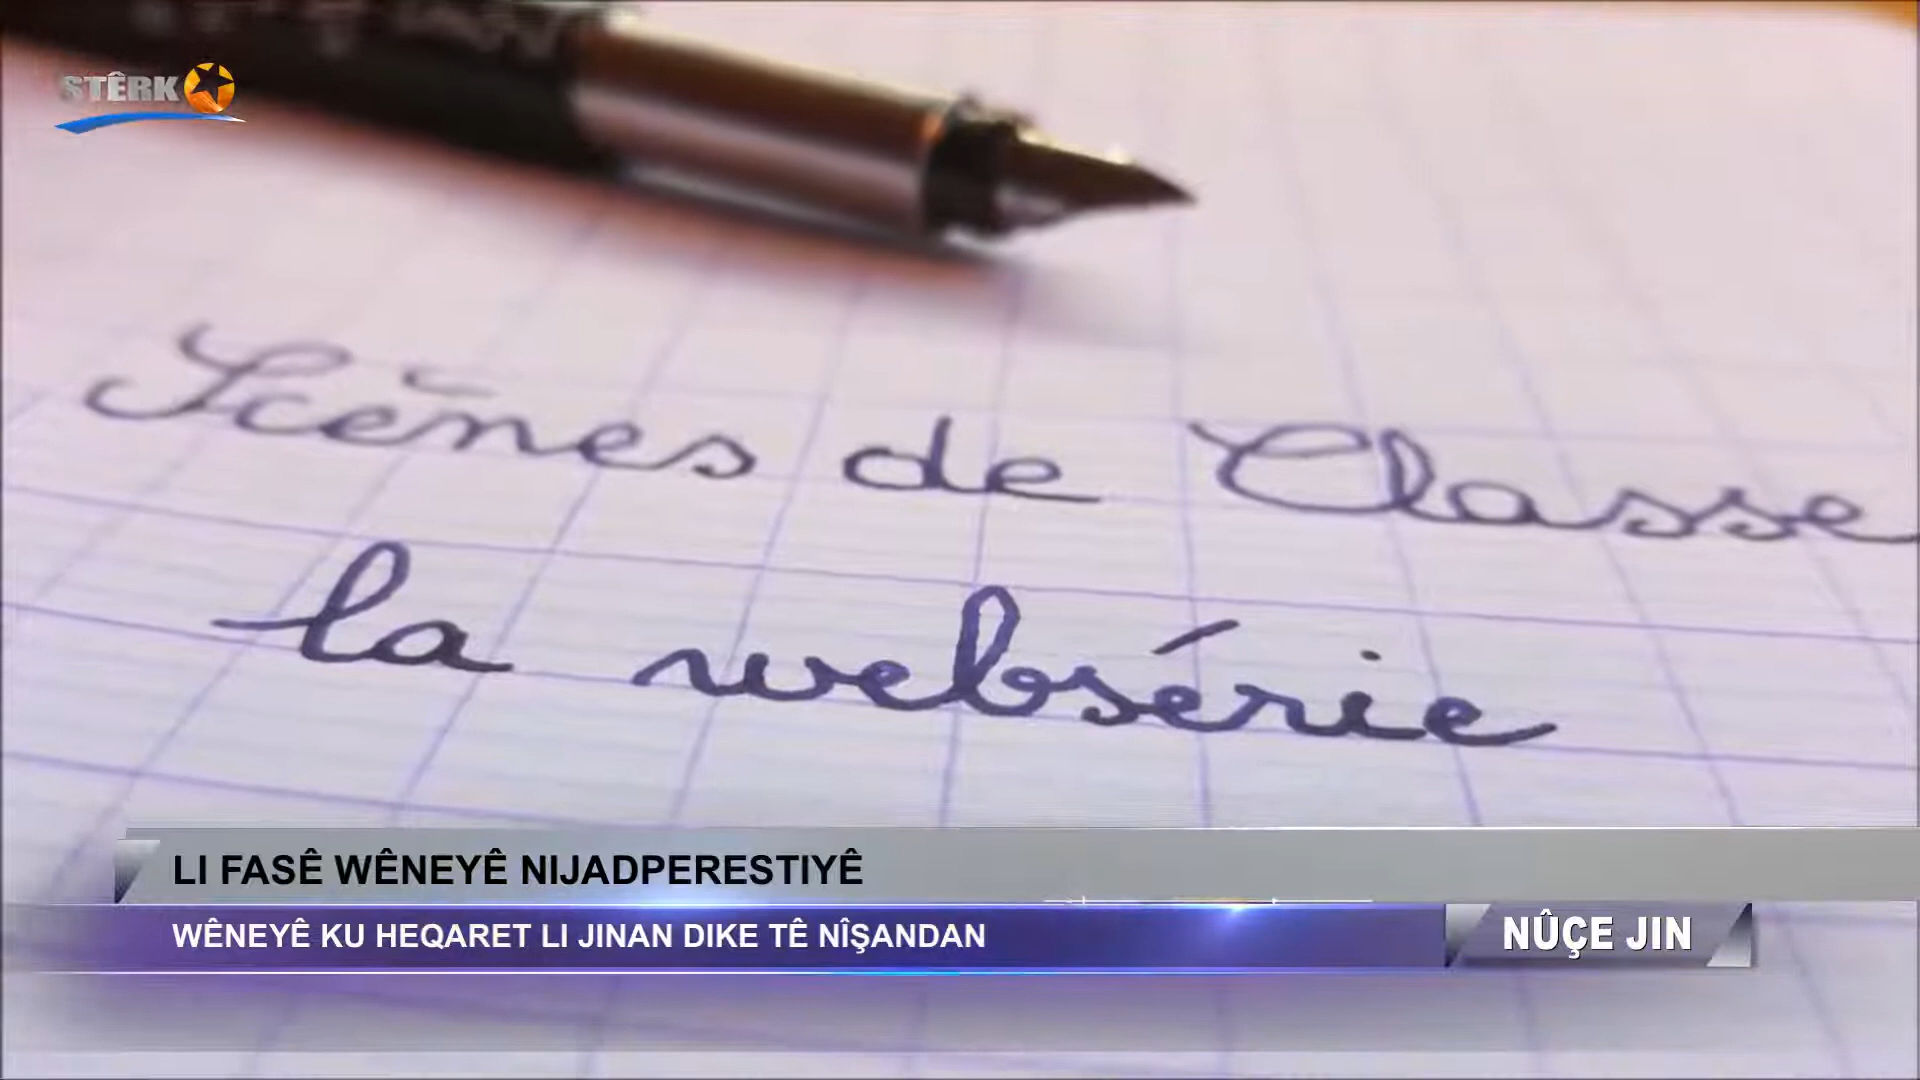 STÊRK
Scènes de Classe
la websérie
LI FASÊ WÊNEYÊ NIJADPERESTIYÊ
WÊNEYÊ KU HEQARET LI JINAN DIKE TÊ NÎŞANDAN
NÛÇE JIN